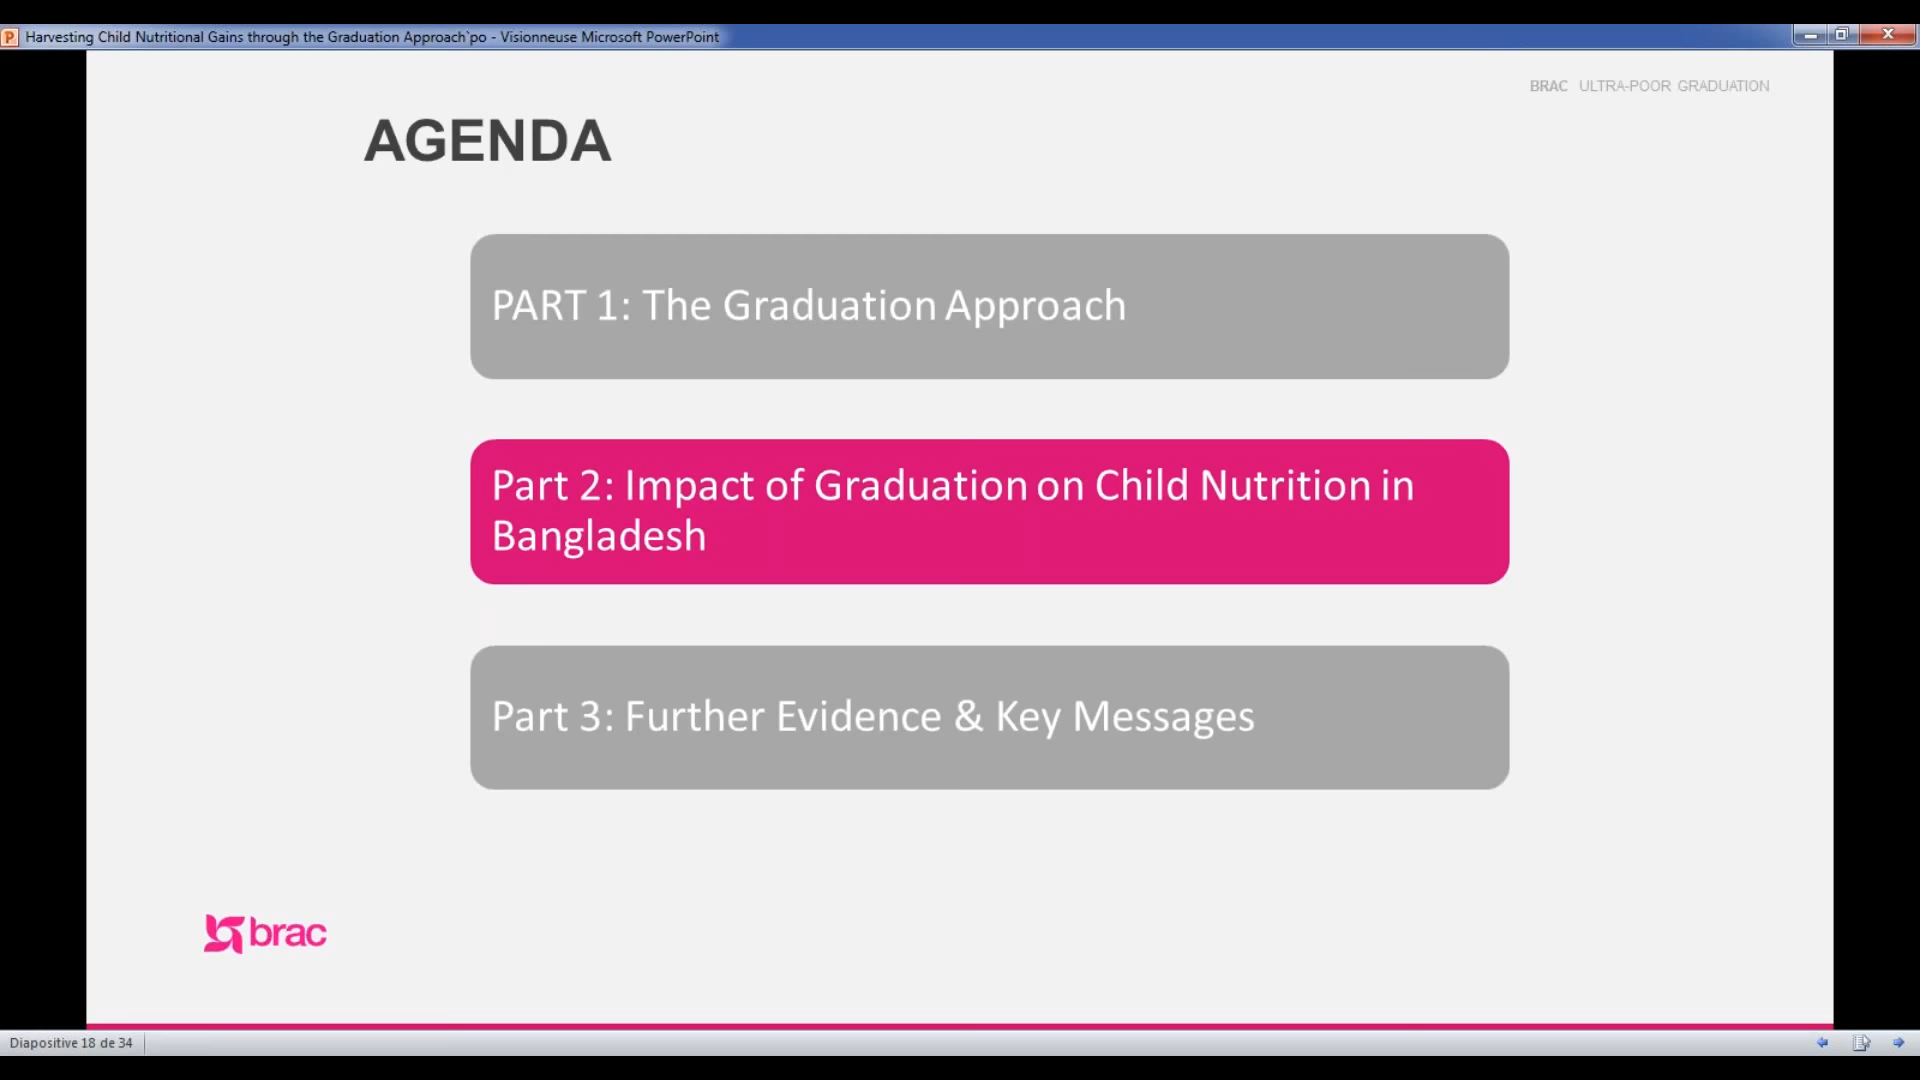 Harvesting Child Nutritional Gains through the Graduation Approach`po - Visionneuse Microsoft PowerPoint
BRAC ULTRA-POOR GRADUATION
AGENDA
PART 1: The Graduation Approach
Part 2: Impact of Graduation on Child Nutrition in
Bangladesh
Part 3: Further Evidence & Key Messages
brac
Diapositive 18 de 34